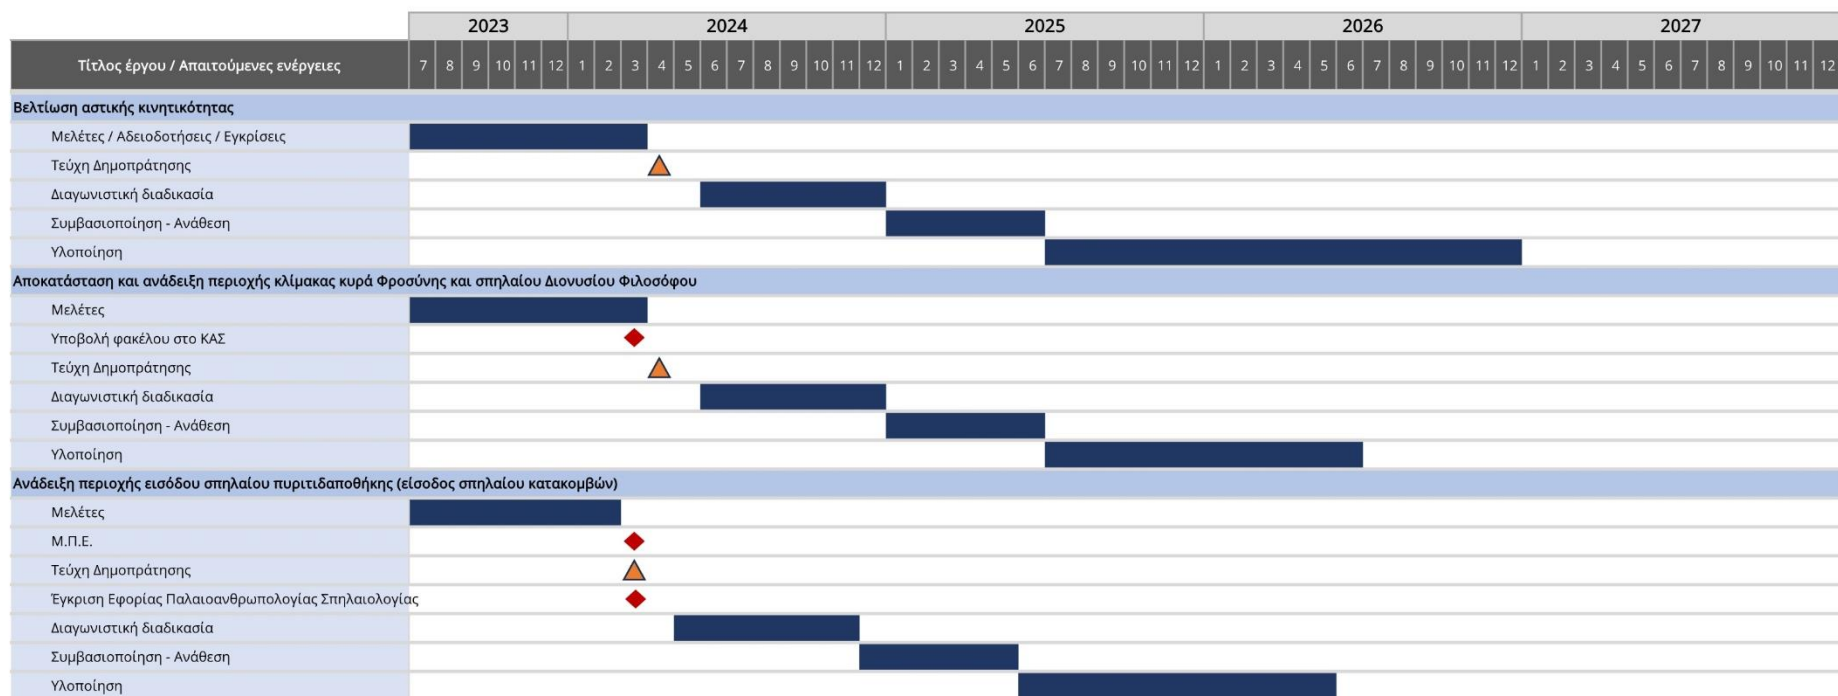 2023 2024 2025 2026 2027
Τίτλος έργου / Απαιτούμενες ενέργειες 7 8 9 10 11 12 1 2 3 4 5 6 7 8 9 10 11 12 1 2 3 4 5 6 7 8 9 10 11 12 1 2 3 4 5 6 7 8 9 10 11 12 1 2 3 4 5 6 7 8 9 10 11 12
Βελτίωση αστικής κινητικότητας
Μελέτες / Αδειοδοτήσεις / Εγκρίσεις
Τεύχη Δημοπράτησης
Διαγωνιστική διαδικασία
Συμβασιοποίηση - Ανάθεση
Υλοποίηση
Αποκατάσταση και ανάδειξη περιοχής κλίμακας κυρά Φροσύνης και σπηλαίου Διονυσίου Φιλοσόφου
Μελέτες
Υποβολή φακέλου στο ΚΑΣ
Τεύχη Δημοπράτησης
Διαγωνιστική διαδικασία
Συμβασιοποίηση - Ανάθεση
Υλοποίηση
Ανάδειξη περιοχής εισόδου σπηλαίου πυριτιδαποθήκης (είσοδος σπηλαίου κατακομβών)
Μελέτες
Μ.Π.Ε.
Τεύχη Δημοπράτησης
Έγκριση Εφορίας Παλαιοανθρωπολογίας Σπηλαιολογίας
Διαγωνιστική διαδικασία
Συμβασιοποίηση - Ανάθεση
Υλοποίηση